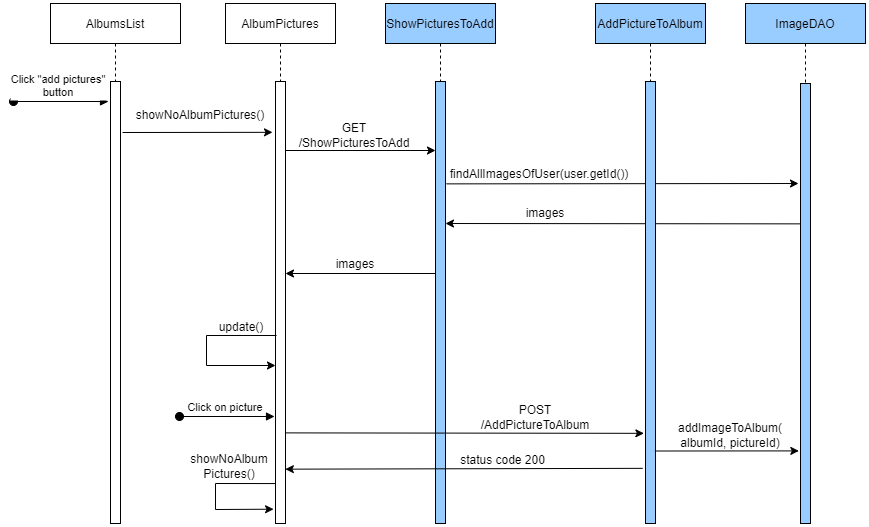 AlbumsList
AlbumPictures
ShowPicturesToAdd
AddPictureToAlbum
ImageDAO
Click "add pictures"
button
showNoAlbumPictures()
GET
/ShowPicturesToAdd
findAllImagesOfUser(user.getId())
images
images
update()
Click on picture
POST
/AddPictureToAlbum
addImageToAlbum(
albumId, pictureId)
status code 200
showNoAlbum
Pictures()